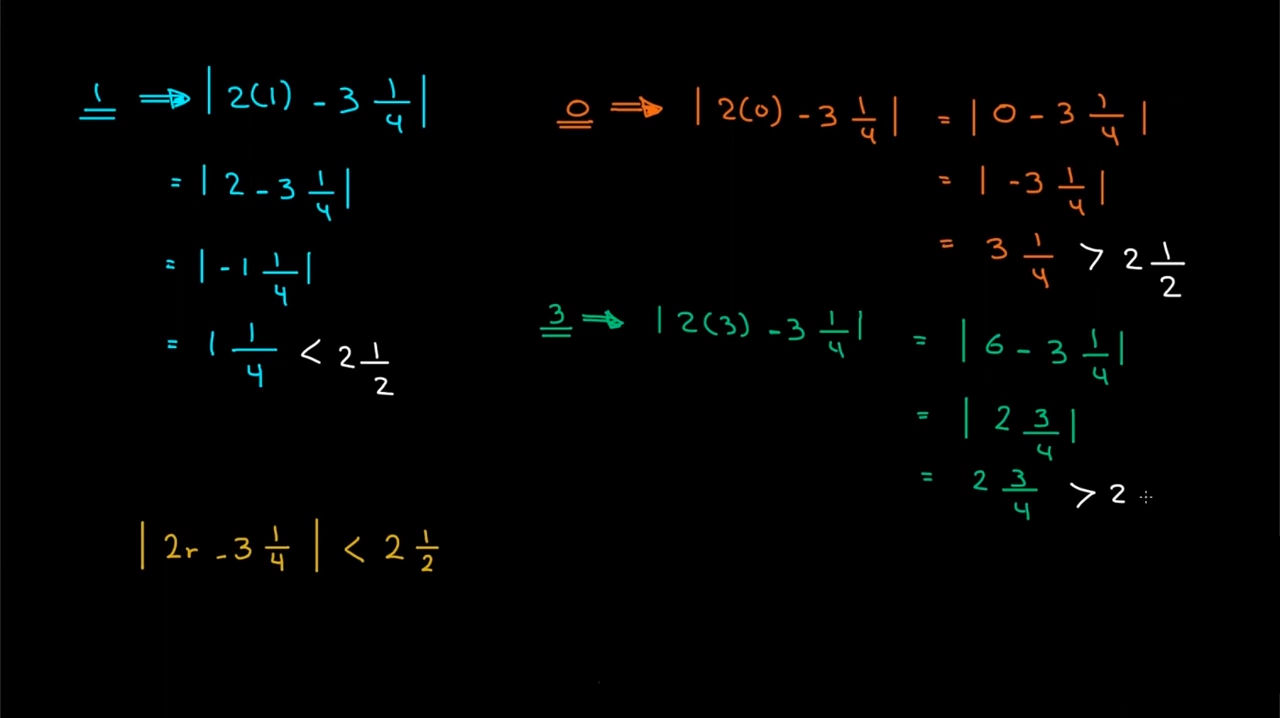 1 ⇒ | 2(1) - 3 1/4 |
= | 2 - 3 1/4 |
= | -1 1/4 |
= 1 1/4 < 2 1/2
0 ⇒ | 2(0) - 3 1/4 | = | 0 - 3 1/4 |
= | -3 1/4 |
= 3 1/4 > 2 1/2
3 ⇒ | 2(3) - 3 1/4 | = | 6 - 3 1/4 |
= | 2 3/4 |
= 2 3/4 > 2
| 2r - 3 1/4 | < 2 1/2